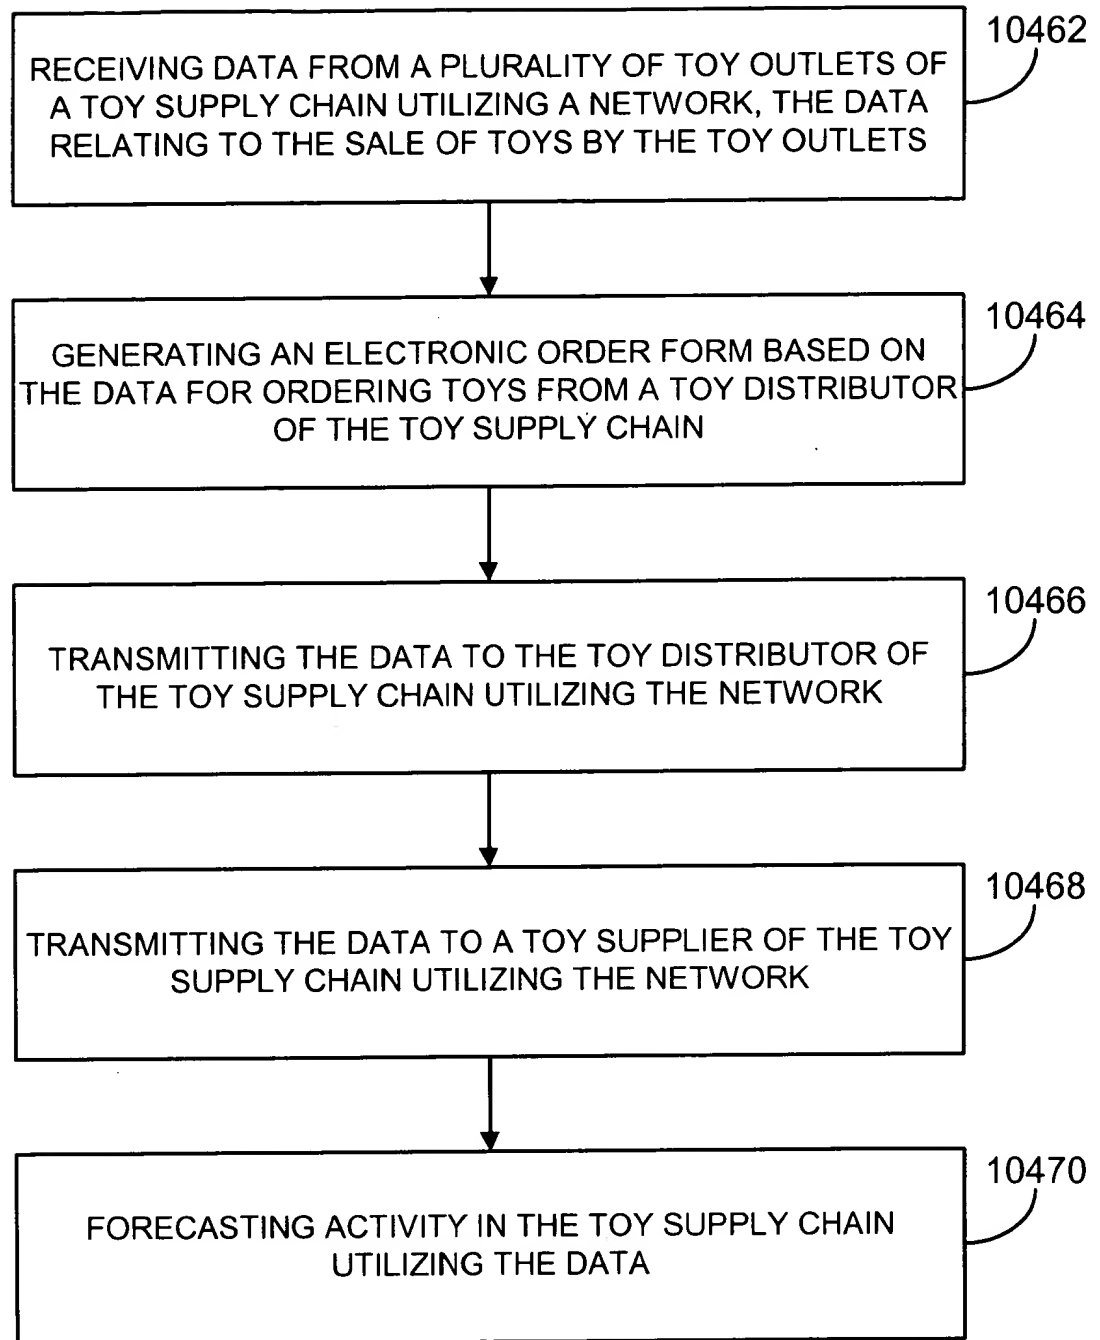 10462
RECEIVING DATA FROM A PLURALITY OF TOY OUTLETS OF
A TOY SUPPLY CHAIN UTILIZING A NETWORK, THE DATA
RELATING TO THE SALE OF TOYS BY THE TOY OUTLETS
10464
GENERATING AN ELECTRONIC ORDER FORM BASED ON
THE DATA FOR ORDERING TOYS FROM A TOY DISTRIBUTOR
OF THE TOY SUPPLY CHAIN
10466
TRANSMITTING THE DATA TO THE TOY DISTRIBUTOR OF
THE TOY SUPPLY CHAIN UTILIZING THE NETWORK
10468
TRANSMITTING THE DATA TO A TOY SUPPLIER OF THE TOY
SUPPLY CHAIN UTILIZING THE NETWORK
10470
FORECASTING ACTIVITY IN THE TOY SUPPLY CHAIN
UTILIZING THE DATA